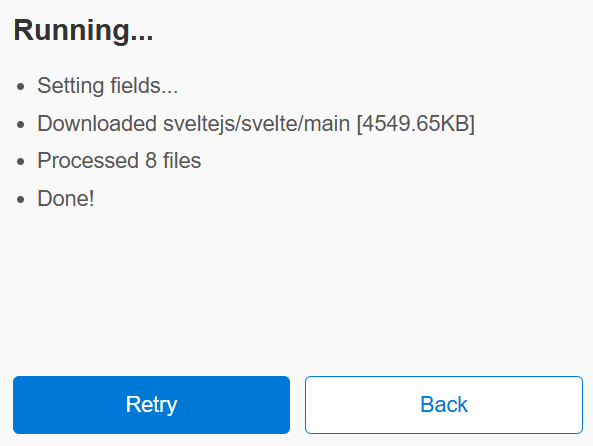 Running...
Setting fields...
Downloaded sveltejs/svelte/main [4549.65KB]
Processed 8 files
Done!
Retry
Back